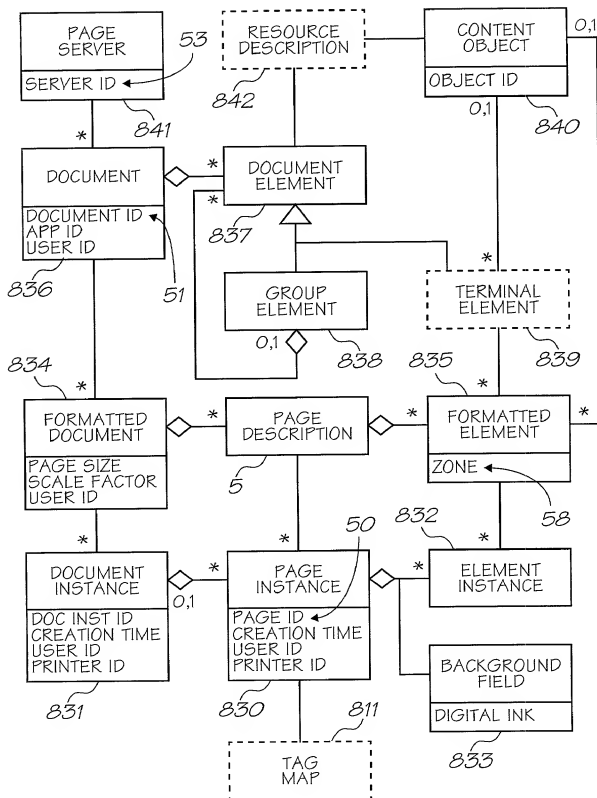 PAGE
SERVER
SERVER ID
53
841
RESOURCE
DESCRIPTION
842
CONTENT
OBJECT
OBJECT ID
0,1
840
0,1
*
DOCUMENT
DOCUMENT ID
APP ID
USER ID
836
51
*
*
DOCUMENT
ELEMENT
837
GROUP
ELEMENT
0,1
838
*
TERMINAL
ELEMENT
839
834
*
FORMATTED
DOCUMENT
PAGE SIZE
SCALE FACTOR
USER ID
*
PAGE
DESCRIPTION
5
835
*
*
FORMATTED
ELEMENT
*
ZONE
58
*
DOCUMENT
INSTANCE
DOC INST ID
CREATION TIME
USER ID
PRINTER ID
831
0,1
*
*
50
PAGE
INSTANCE
PAGE ID
CREATION TIME
USER ID
PRINTER ID
830
832
*
*
ELEMENT
INSTANCE
BACKGROUND
FIELD
DIGITAL INK
833
811
TAG
MAP